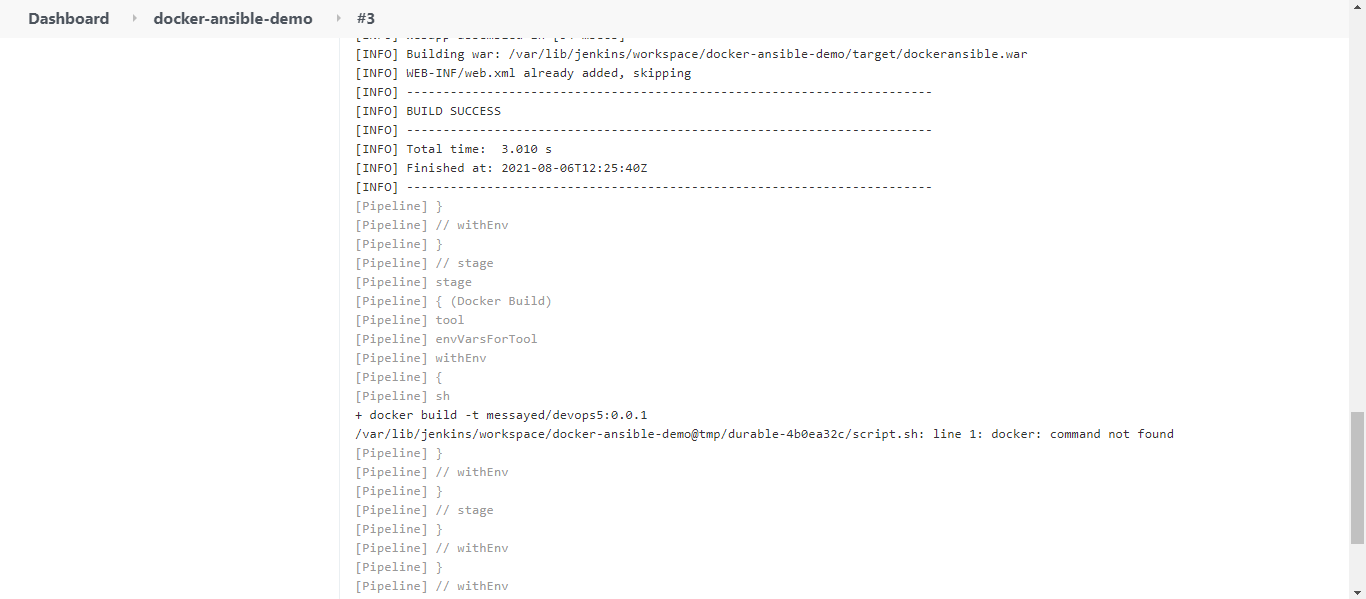 Dashboard docker-ansible-demo #3
[INFO] Building war: /var/lib/jenkins/workspace/docker-ansible-demo/target/dockeransible.war
[INFO] WEB-INF/web.xml already added, skipping
[INFO] ------------------------------------------------------------------------
[INFO] BUILD SUCCESS
[INFO] ------------------------------------------------------------------------
[INFO] Total time:  3.010 s
[INFO] Finished at: 2021-08-06T12:25:40Z
[INFO] ------------------------------------------------------------------------
[Pipeline] }
[Pipeline] // withEnv
[Pipeline] }
[Pipeline] // stage
[Pipeline] stage
[Pipeline] { (Docker Build)
[Pipeline] tool
[Pipeline] envVarsForTool
[Pipeline] withEnv
[Pipeline] {
[Pipeline] sh
+ docker build -t messayed/devops5:0.0.1
/var/lib/jenkins/workspace/docker-ansible-demo@tmp/durable-4b0ea32c/script.sh: line 1: docker: command not found
[Pipeline] }
[Pipeline] // withEnv
[Pipeline] }
[Pipeline] // stage
[Pipeline] }
[Pipeline] // withEnv
[Pipeline] }
[Pipeline] // withEnv